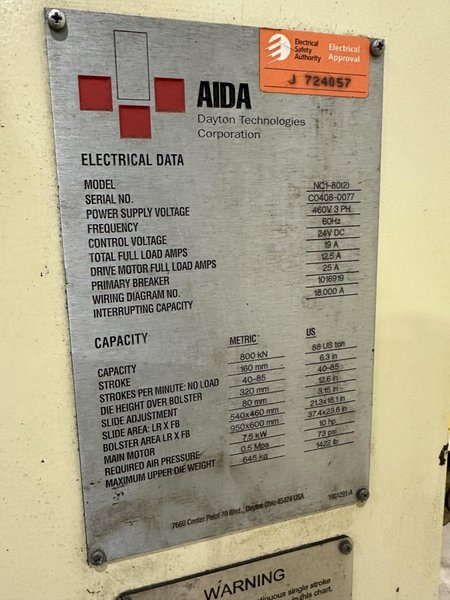 Electrical
Safety
Authority
Electrical
Approval
J 724057
AIDA
Dayton Technologies
Corporation
ELECTRICAL DATA
MODEL NC1-80(2)
SERIAL NO. C0408-0077
POWER SUPPLY VOLTAGE 460V 3 PH
FREQUENCY 60Hz
CONTROL VOLTAGE 24V DC
TOTAL FULL LOAD AMPS 19 A
DRIVE MOTOR FULL LOAD AMPS 12.5 A
PRIMARY BREAKER 25 A
WIRING DIAGRAM NO. 1016919
INTERRUPTING CAPACITY 18,000 A
CAPACITY METRIC US
CAPACITY 800 kN 88 US ton
STROKE 160 mm 6.3 in
STROKES PER MINUTE: NO LOAD 40-85 40-85
DIE HEIGHT OVER BOLSTER 320 mm 12.6 in
SLIDE ADJUSTMENT 80 mm 3.15 in
SLIDE AREA: LR X FB 540x460 mm 21.3x18.1 in
BOLSTER AREA LR X FB 950x600 mm 37.4x23.6 in
MAIN MOTOR 7.5 kW 10 hp
REQUIRED AIR PRESSURE 0.5 Mpa 73 psi
MAXIMUM UPPER DIE WEIGHT 645 kg 1422 lb
7660 Center Point 70 Blvd., Dayton Ohio 45424 USA
1001291-A
WARNING
single stroke
in this chart.